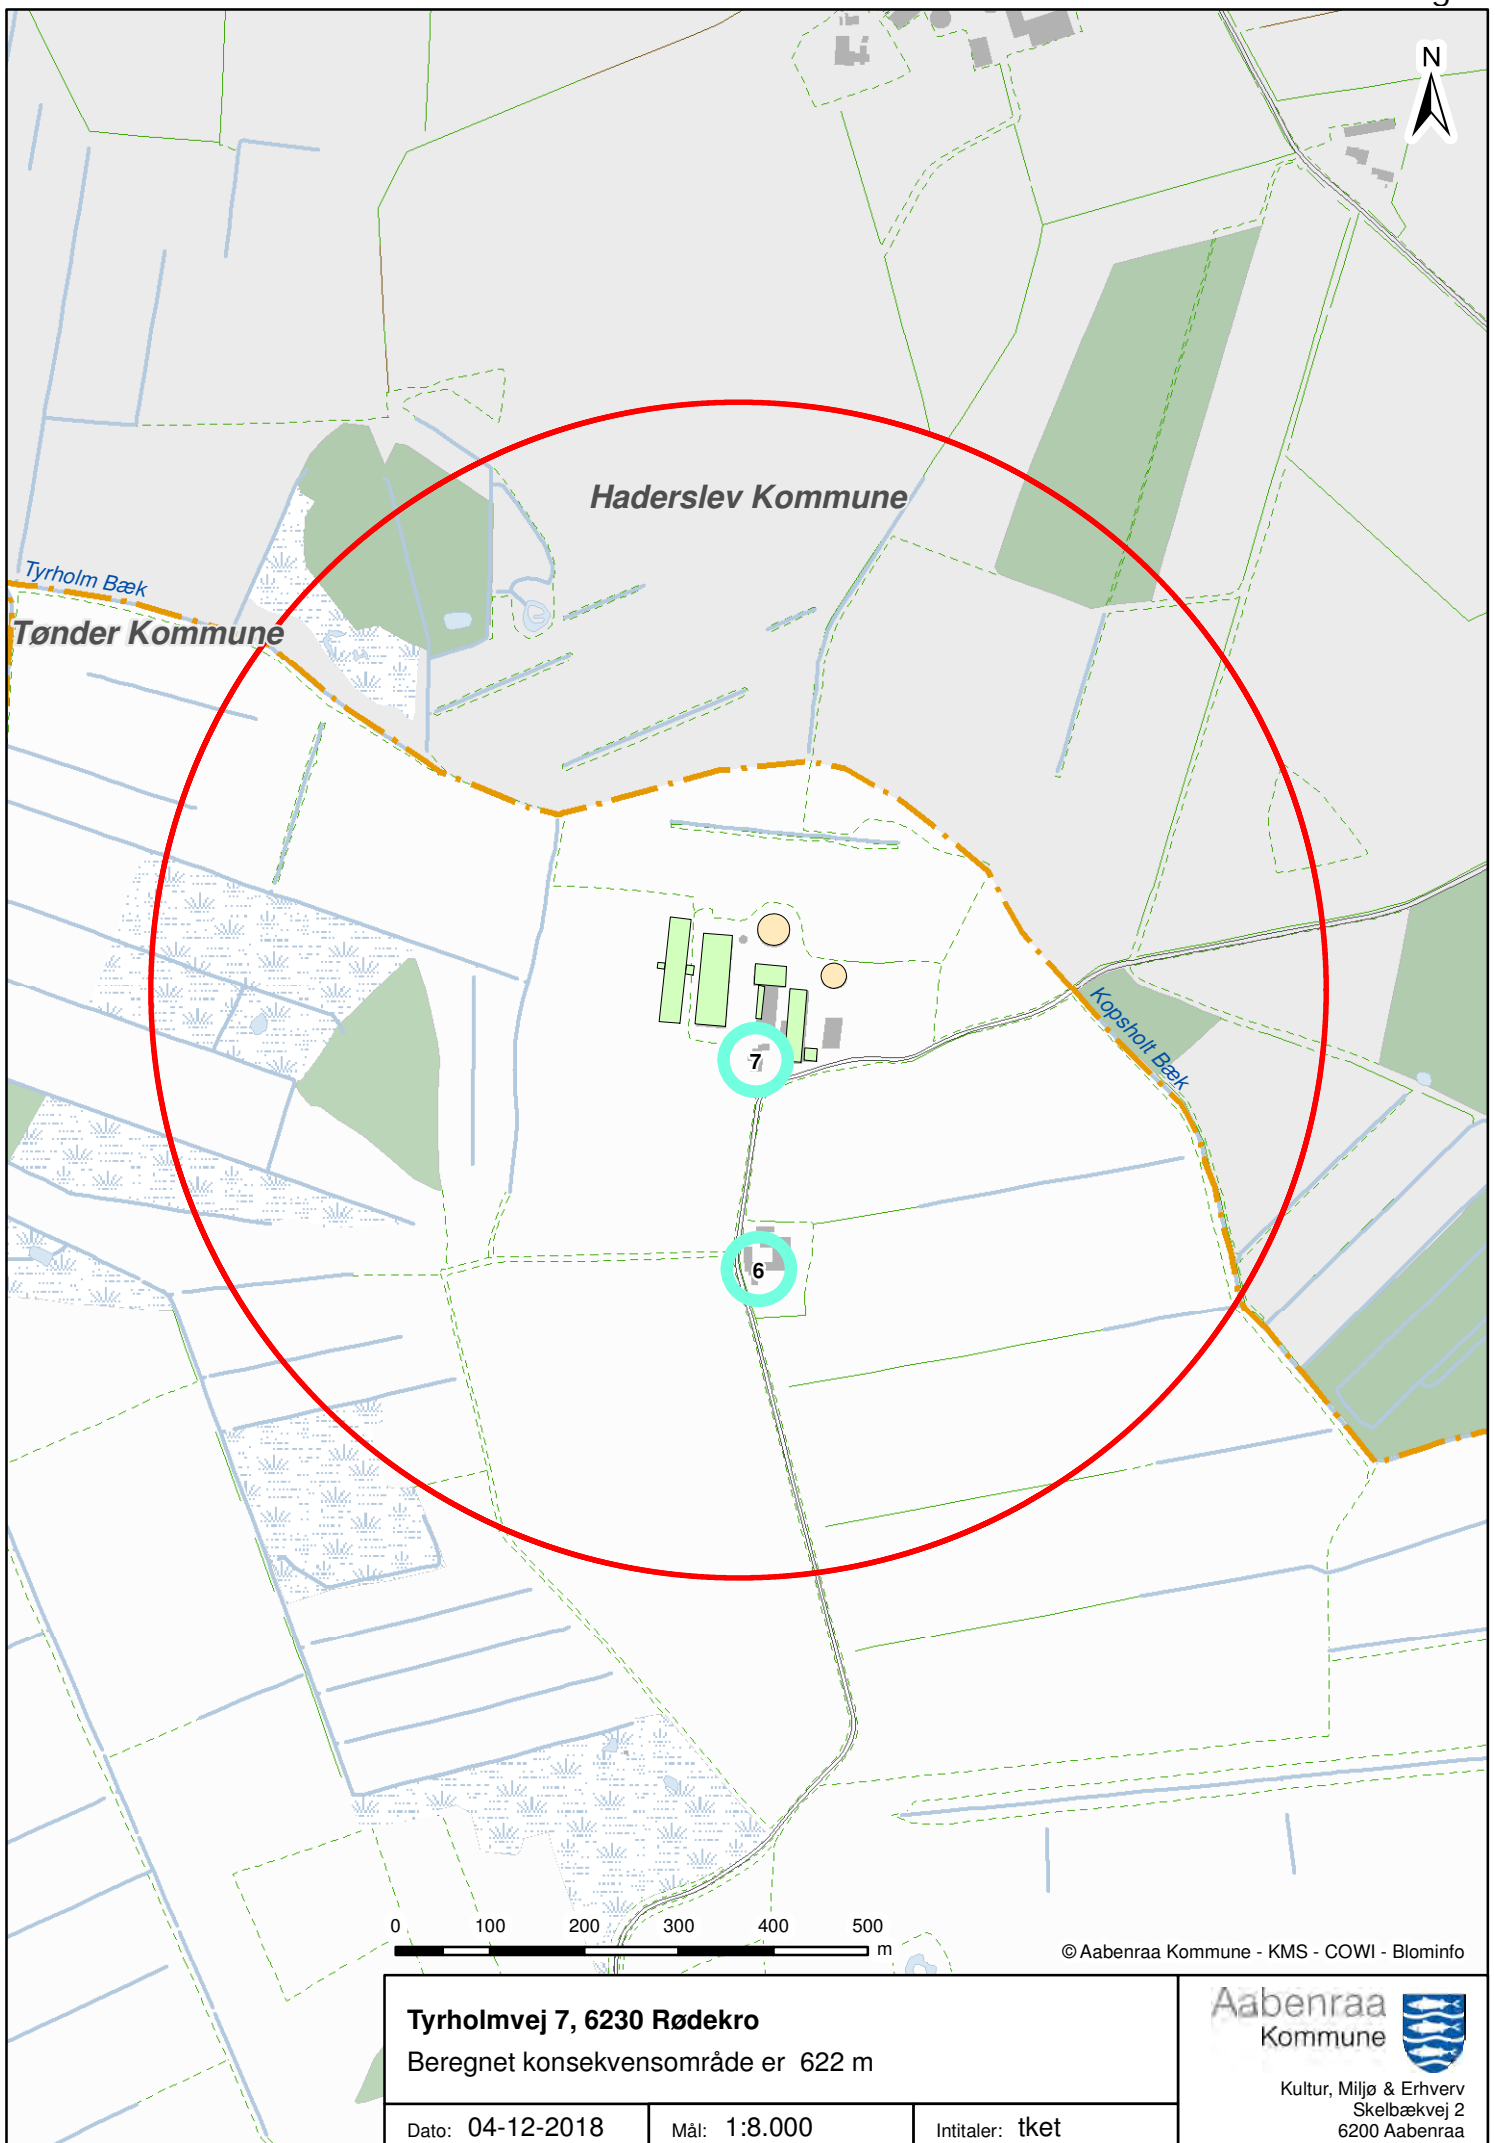 N
Haderslev Kommune
Tyrholm Bæk
Tønder Kommune
Kopsholt Bæk
7
6
0 100 200 300 400 500
m
© Aabenraa Kommune - KMS - COWI - Blominfo
Tyrholmvej 7, 6230 Rødekro
Beregnet konsekvensområde er 622 m
Dato: 04-12-2018
Mål: 1:8.000
Intitaler: tket
Aabenraa
Kommune
Kultur, Miljø & Erhverv
Skelbækvej 2
6200 Aabenraa